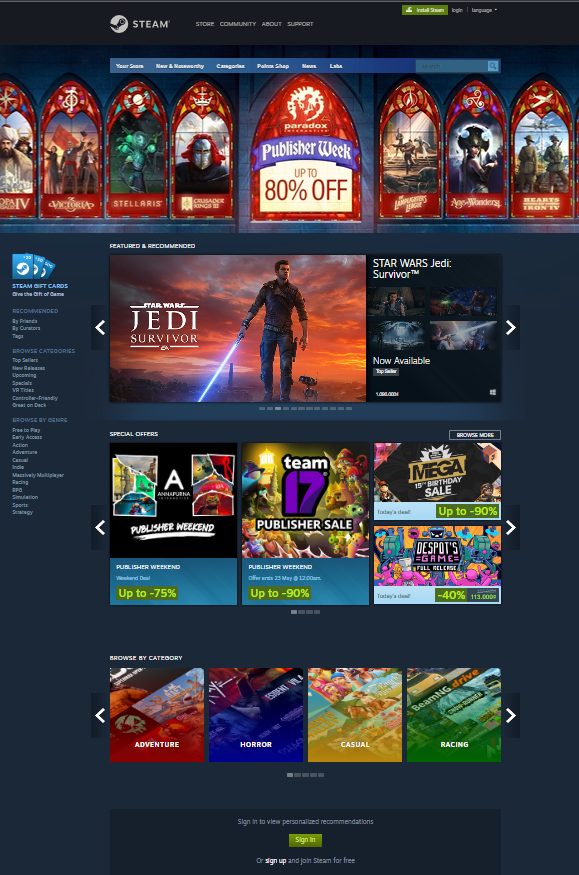 Install Steam
login | language
STEAM®
STORE COMMUNITY ABOUT SUPPORT
Your Store New & Noteworthy Categories Points Shop News Labs
paradox
INTERACTIVE
Publisher Week
UP TO
80% OFF
VICTORIA
STELLARIS
CRUSADER
KINGS III
THE
LAMPLIGHTERS
LEAGUE
Age of Wonders
HEARTS
IRON IV
FEATURED & RECOMMENDED
STEAM GIFT CARDS
Give the Gift of Game
RECOMMENDED
By Friends
By Curators
Tags
BROWSE CATEGORIES
Top Sellers
New Releases
Upcoming
Specials
VR Titles
Controller-Friendly
Great on Deck
BROWSE BY GENRE
Free to Play
Early Access
Action
Adventure
Casual
Indie
Massively Multiplayer
Racing
RPG
Simulation
Sports
Strategy
STAR WARS
JEDI
SURVIVOR
EA
STAR WARS Jedi:
Survivor™
Now Available
Top Seller
1.090.000₫
SPECIAL OFFERS
BROWSE MORE
A
ANNAPURNA
INTERACTIVE
PUBLISHER WEEKEND
PUBLISHER WEEKEND
Weekend Deal
Up to -75%
team
17
PUBLISHER SALE
PUBLISHER WEEKEND
Offer ends 23 May @ 12:00am.
Up to -90%
MEGA
15TH BIRTHDAY
SALE
Today's deal!
Up to -90%
DESPOT'S
GAME
FULL RELEASE
Today's deal!
-40%
113.000₫
BROWSE BY CATEGORY
ADVENTURE
HORROR
CASUAL
BeamNG drive
RACING
Sign in to view personalized recommendations
Sign In
Or sign up and join Steam for free